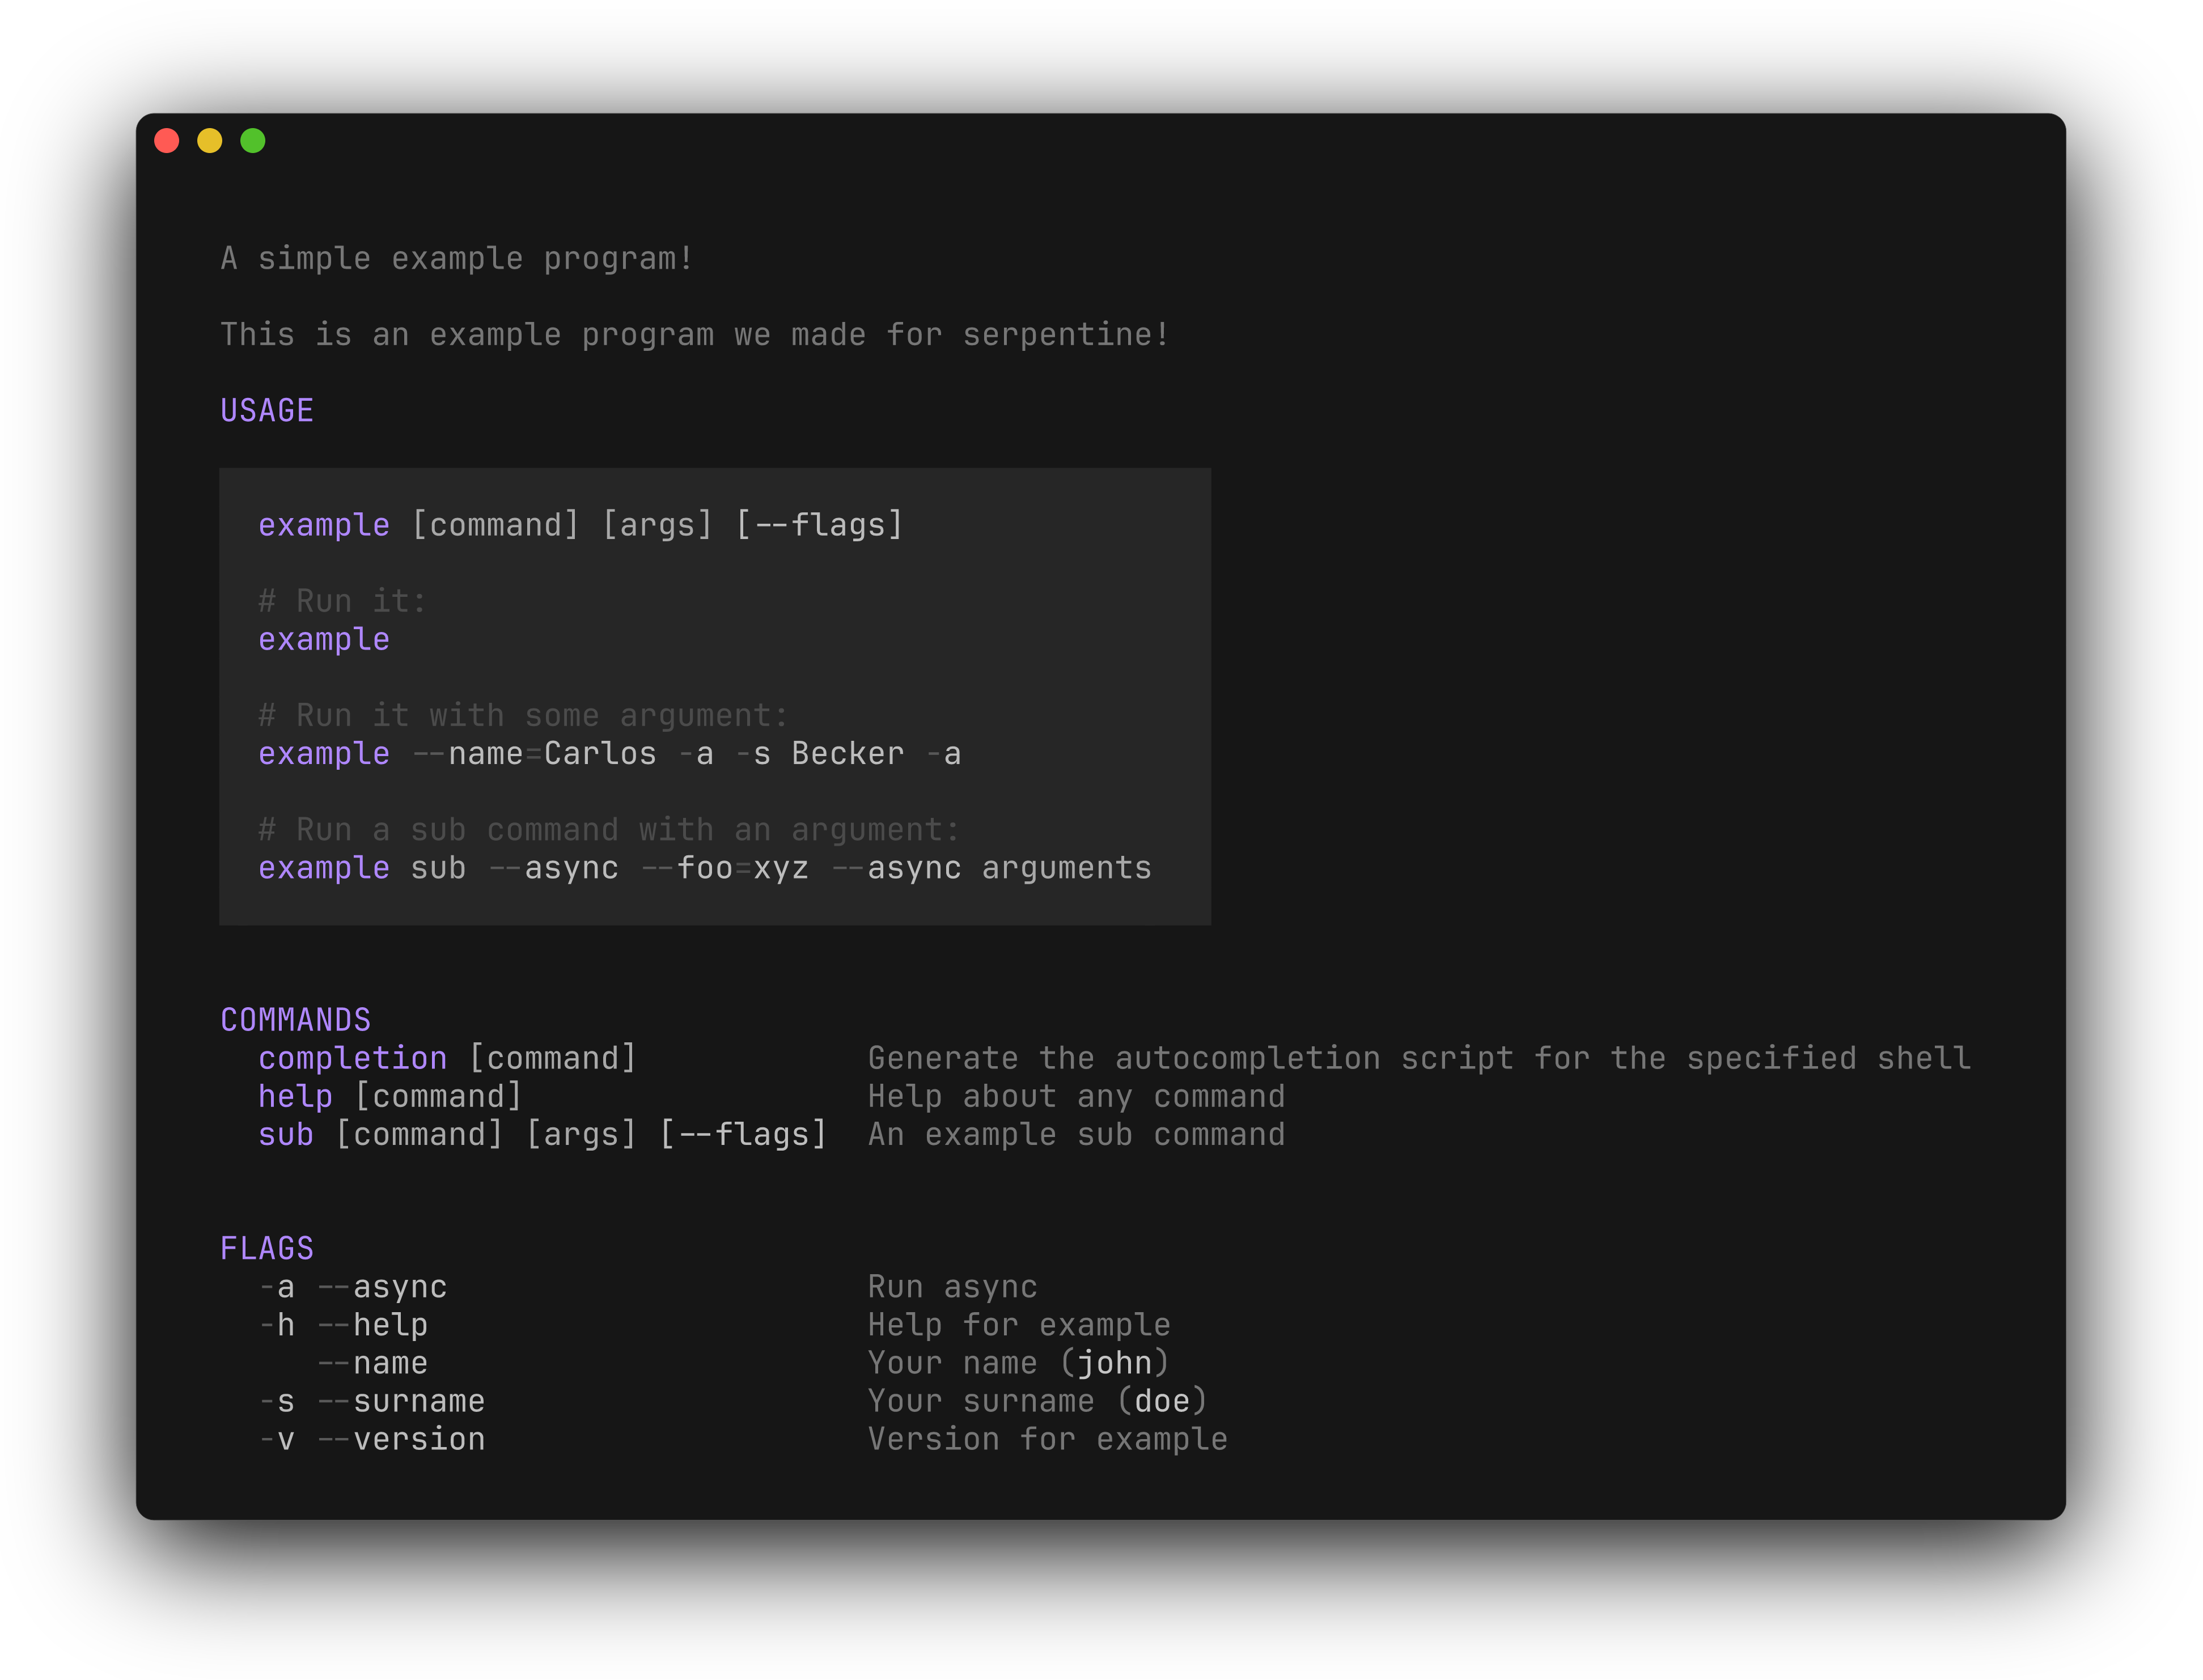 A simple example program!
This is an example program we made for serpentine!
USAGE
example [command] [args] [--flags]
# Run it:
example
# Run it with some argument:
example --name=Carlos -a -s Becker -a
# Run a sub command with an argument:
example sub --async --foo=xyz --async arguments
COMMANDS
completion [command] Generate the autocompletion script for the specified shell
help [command] Help about any command
sub [command] [args] [--flags] An example sub command
FLAGS
-a --async Run async
-h --help Help for example
--name Your name (john)
-s --surname Your surname (doe)
-v --version Version for example